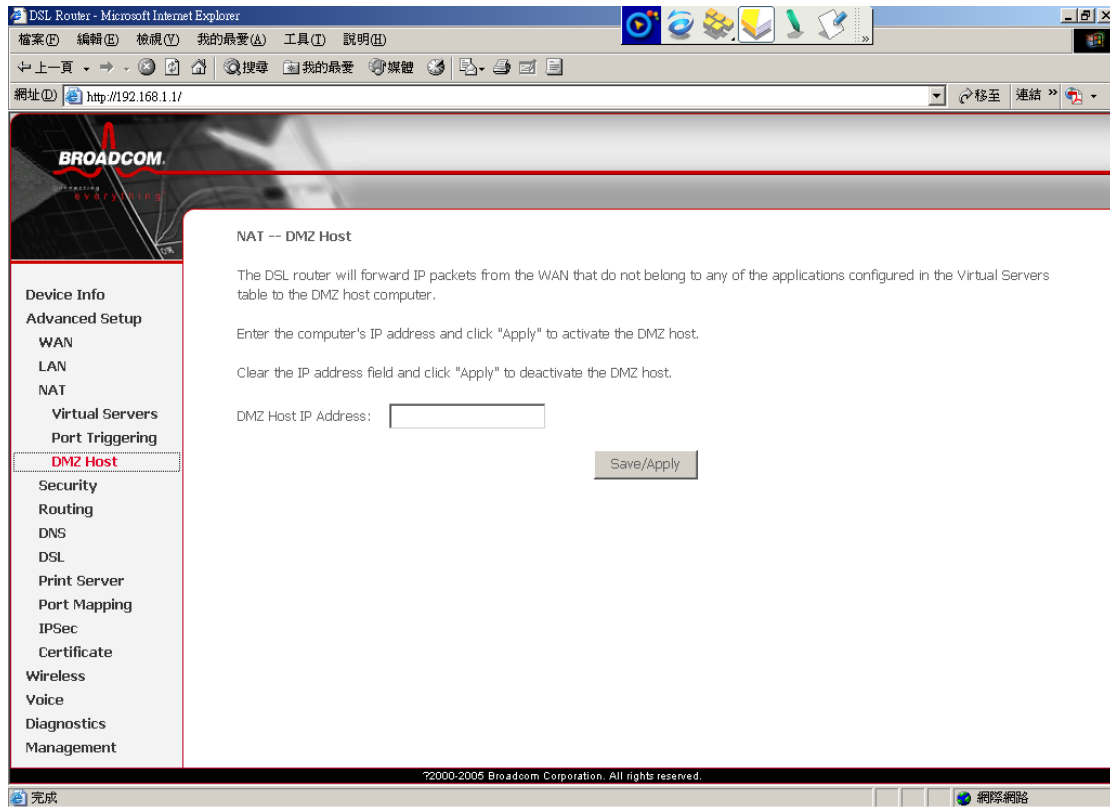 DSL Router - Microsoft Internet Explorer
檔案(F) 編輯(E) 檢視(V) 我的最愛(A) 工具(T) 說明(H)
上一頁 搜尋 我的最愛 媒體
網址(D) http://192.168.1.1/ 移至 連結 »
BROADCOM.
Connecting
everything
NAT -- DMZ Host
The DSL router will forward IP packets from the WAN that do not belong to any of the applications configured in the Virtual Servers
table to the DMZ host computer.
Enter the computer's IP address and click "Apply" to activate the DMZ host.
Clear the IP address field and click "Apply" to deactivate the DMZ host.
DMZ Host IP Address:
Save/Apply
Device Info
Advanced Setup
WAN
LAN
NAT
Virtual Servers
Port Triggering
DMZ Host
Security
Routing
DNS
DSL
Print Server
Port Mapping
IPSec
Certificate
Wireless
Voice
Diagnostics
Management
?2000-2005 Broadcom Corporation. All rights reserved.
完成 網際網路